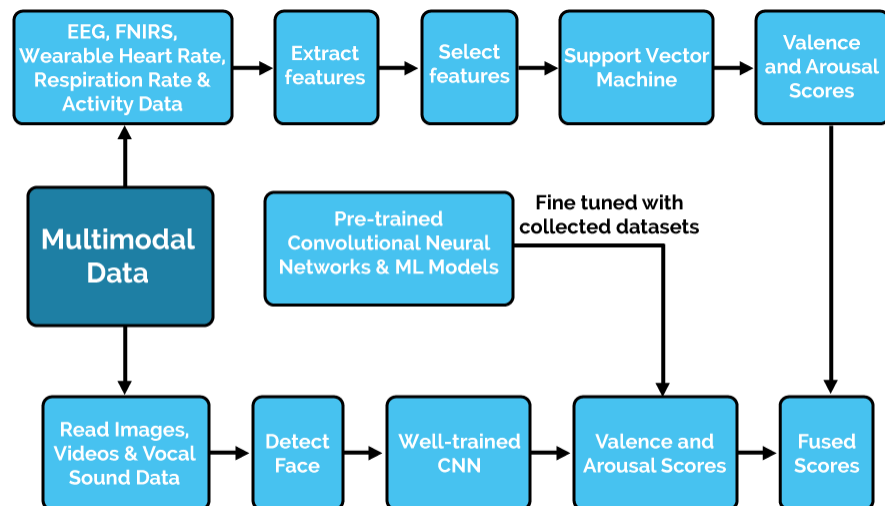 EEG, FNIRS,
Wearable Heart Rate,
Respiration Rate &
Activity Data
Extract
features
Select
features
Support Vector
Machine
Valence
and Arousal
Scores
Multimodal
Data
Pre-trained
Convolutional Neural
Networks & ML Models
Fine tuned with
collected datasets
Read Images,
Videos & Vocal
Sound Data
Detect
Face
Well-trained
CNN
Valence and
Arousal Scores
Fused
Scores